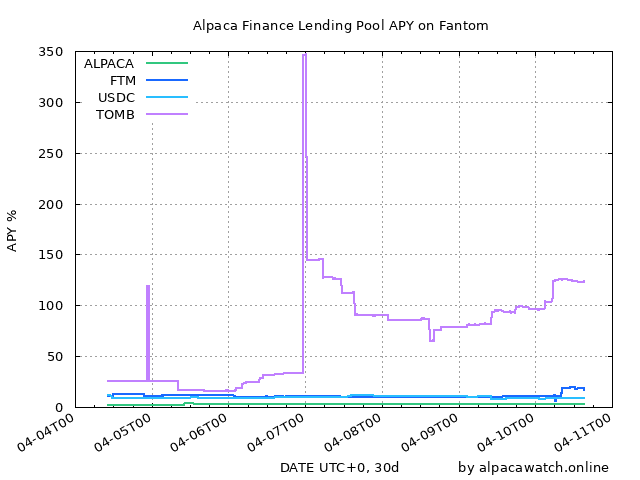 Alpaca Finance Lending Pool APY on Fantom
350
300
250
200
150
100
50
0
APY %
ALPACA
FTM
USDC
TOMB
04-04T00
04-05T00
04-06T00
04-07T00
04-08T00
04-09T00
04-10T00
04-11T00
DATE UTC+0, 30d
by alpacawatch.online